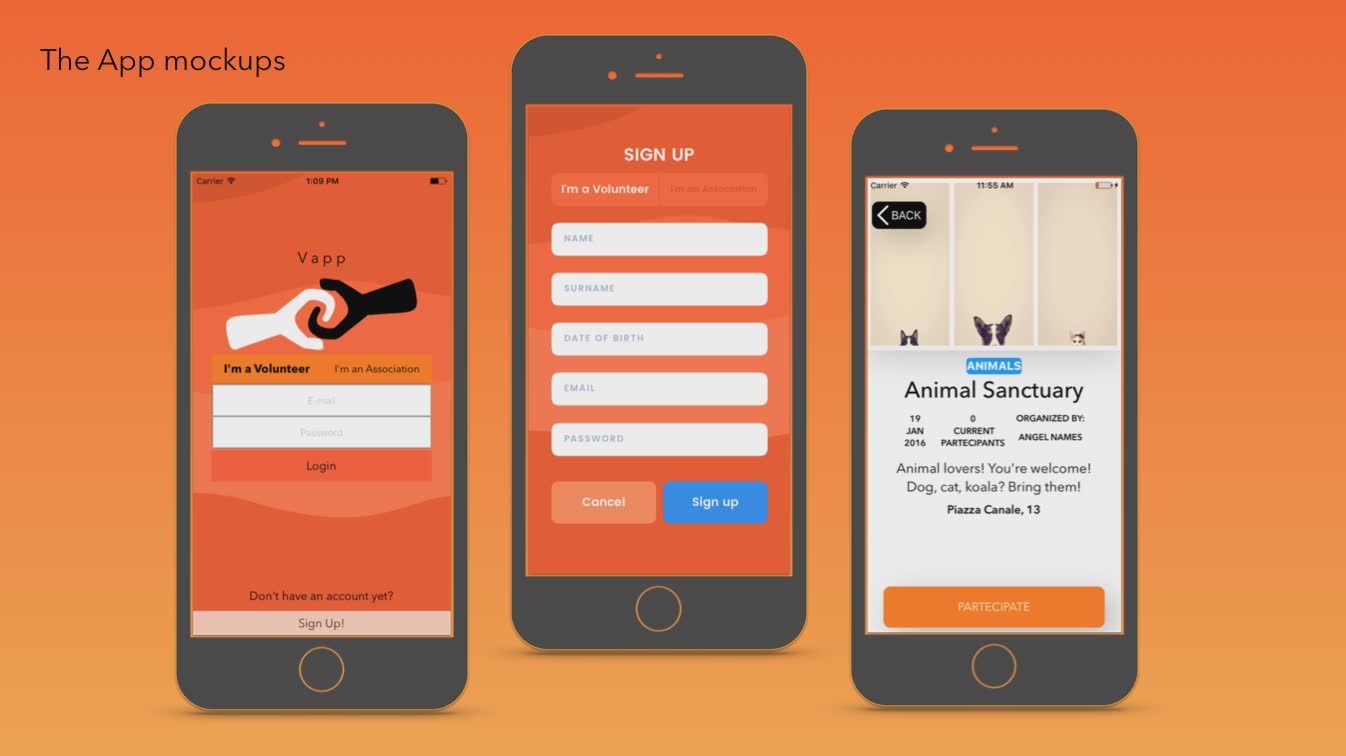 The App mockups
Carrier 1:09 PM
Vapp
I'm a Volunteer I'm an Association
E-mail
Password
Login
Don't have an account yet?
Sign Up!
SIGN UP
I'm a Volunteer I'm an Association
NAME
SURNAME
DATE OF BIRTH
EMAIL
PASSWORD
Cancel Sign up
Carrier 11:55 AM
BACK
ANIMALS
Animal Sanctuary
19
JAN
2016
0
CURRENT
PARTECIPANTS
ORGANIZED BY:
ANGEL NAMES
Animal lovers! You're welcome!
Dog, cat, koala? Bring them!
Piazza Canale, 13
PARTECIPATE